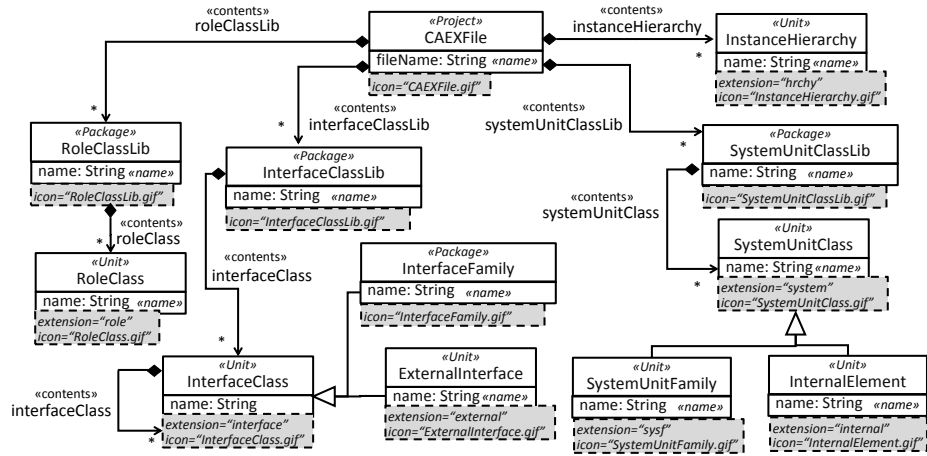 «contents»
roleClassLib
«Project»
CAEXFile
fileName: String «name»
icon="CAEXFile.gif"
«contents»
instanceHierarchy
*
«Unit»
InstanceHierarchy
name: String «name»
extension="hrchy"
icon="InstanceHierarchy.gif"
«contents»
interfaceClassLib
*
«contents»
systemUnitClassLib
*
*
«Package»
RoleClassLib
name: String «name»
icon="RoleClassLib.gif"
«Package»
InterfaceClassLib
name: String «name»
icon="InterfaceClassLib.gif"
«Package»
SystemUnitClassLib
name: String «name»
icon="SystemUnitClassLib.gif"
«contents»
roleClass
*
«contents»
systemUnitClass
*
«Unit»
RoleClass
name: String «name»
extension="role"
icon="RoleClass.gif"
«contents»
interfaceClass
*
«Package»
InterfaceFamily
name: String «name»
icon="InterfaceFamily.gif"
«Unit»
SystemUnitClass
name: String «name»
extension="system"
icon="SystemUnitClass.gif"
«contents»
interfaceClass
*
«Unit»
InterfaceClass
name: String
extension="interface"
icon="InterfaceClass.gif"
«Unit»
ExternalInterface
name: String «name»
extension="external"
icon="ExternalInterface.gif"
«Unit»
SystemUnitFamily
name: String «name»
extension="sysf"
icon="SystemUnitFamily.gif"
«Unit»
InternalElement
name: String «name»
extension="internal"
icon="InternalElement.gif"